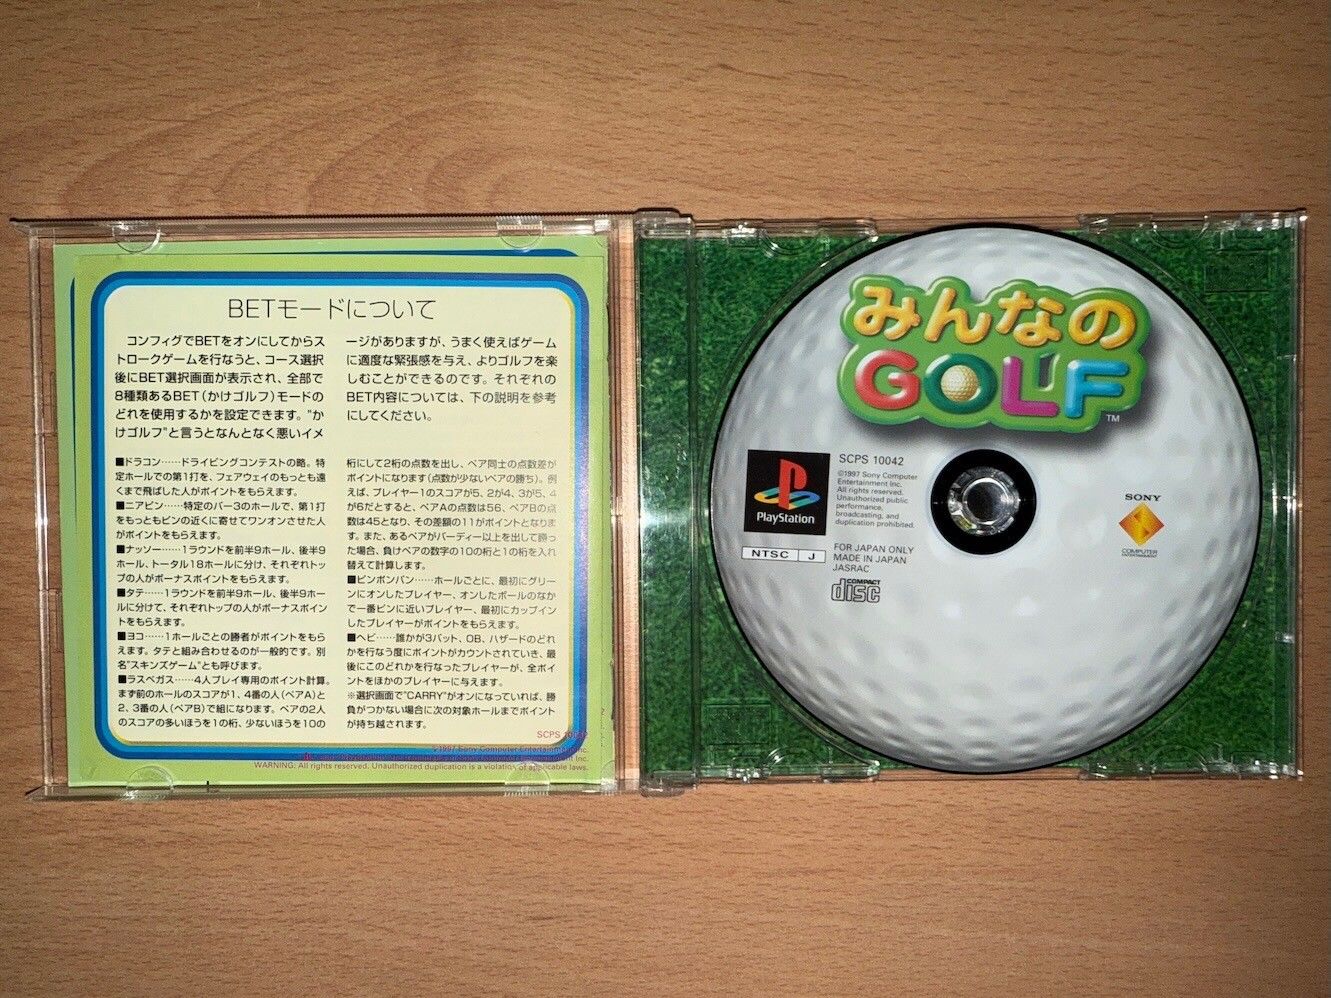 BETモードについて
コンフィグでBETをオンにしてからス
トロークゲームを行なうと、コース選択
後にBET選択画面が表示され、全部で
8種類あるBET(かけゴルフ)モードの
どれを使用するかを設定できます。"か
けゴルフ"と言うとなんとなく悪いイメ
ージがありますが、うまく使えばゲーム
に適度な緊張感を与え、よりゴルフを楽
しむことができるのです。それぞれの
BET内容については、下の説明を参考
にしてください。
■ドラコン……ドライビングコンテストの略。特
定ホールでの第1打を、フェアウェイのもっとも遠
くまで飛ばした人がポイントをもらえます。
■ニアピン……特定のパー3のホールで、第1打
をもっともピンの近くに寄せてワンオンさせた人
がポイントをもらえます。
■ナッソー……1ラウンドを前半9ホール、後半9
ホール、トータル18ホールに分け、それぞれトッ
プの人がボーナスポイントをもらえます。
■タテ……1ラウンドを前半9ホール、後半9ホー
ルに分けて、それぞれトップの人がボーナスポイン
トをもらえます。
■ヨコ……1ホールごとの勝者がポイントをもら
えます。タテと組み合わせるのが一般的です。別
名"スキンズゲーム"とも呼びます。
■ラスベガス……4人プレイ専用のポイント計算。
まず前のホールのスコアが1、4番の人(ペアA)と
2、3番の人(ペアB)で組になります。ペアの2人
のスコアの多いほうを1の桁、少ないほうを10の
桁にして2桁の点数を出し、ペア同士の点数差が
ポイントになります(点数が少ないペアの勝ち)。例
えば、プレイヤー1のスコアが5、2が4、3が5、4
が6だとすると、ペアAの点数は56、ペアBの点
数は45となり、その差額の11がポイントとなりま
す。また、あるペアがバーディー以上を出して勝っ
た場合、負けペアの数字の10の桁と1の桁を入れ
替えて計算します。
■ピンポンパン……ホールごとに、最初にグリー
ンにオンしたプレイヤー、オンしたボールのなか
で一番ピンに近いプレイヤー、最初にカップイン
したプレイヤーがポイントをもらえます。
■ヘビ……誰かが3パット、OB、ハザードのどれ
かを行なう度にポイントがカウントされていき、最
後にこのどれかを行なったプレイヤーが、全ポイ
ントをほかのプレイヤーに与えます。
※選択画面で"CARRY"がオンになっていれば、勝
負がつかない場合に次の対象ホールまでポイント
が持ち越されます。
SCPS 10042
©1997 Sony Computer Entertainment Inc.
WARNING: All rights reserved. Unauthorized duplication is a violation of applicable laws.
みんなの
GOLF
TM
PlayStation
NTSC J
SCPS 10042
©1997 Sony Computer
Entertainment Inc.
All rights reserved.
Unauthorized public
performance,
broadcasting, and
duplication prohibited.
FOR JAPAN ONLY
MADE IN JAPAN
JASRAC
COMPACT
disc
SONY
COMPUTER
ENTERTAINMENT